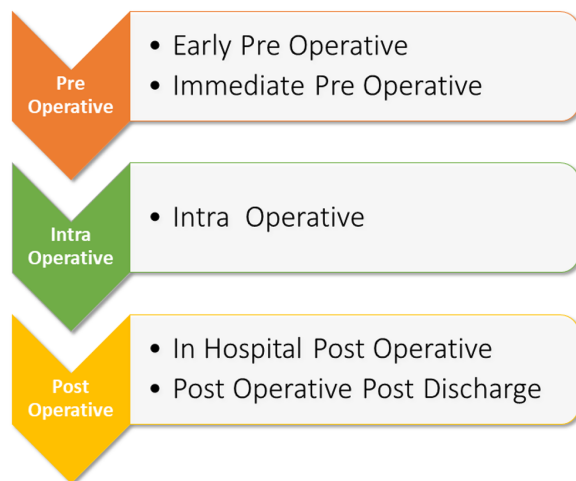 Pre
Operative
• Early Pre Operative
• Immediate Pre Operative
Intra
Operative
• Intra Operative
Post
Operative
• In Hospital Post Operative
• Post Operative Post Discharge